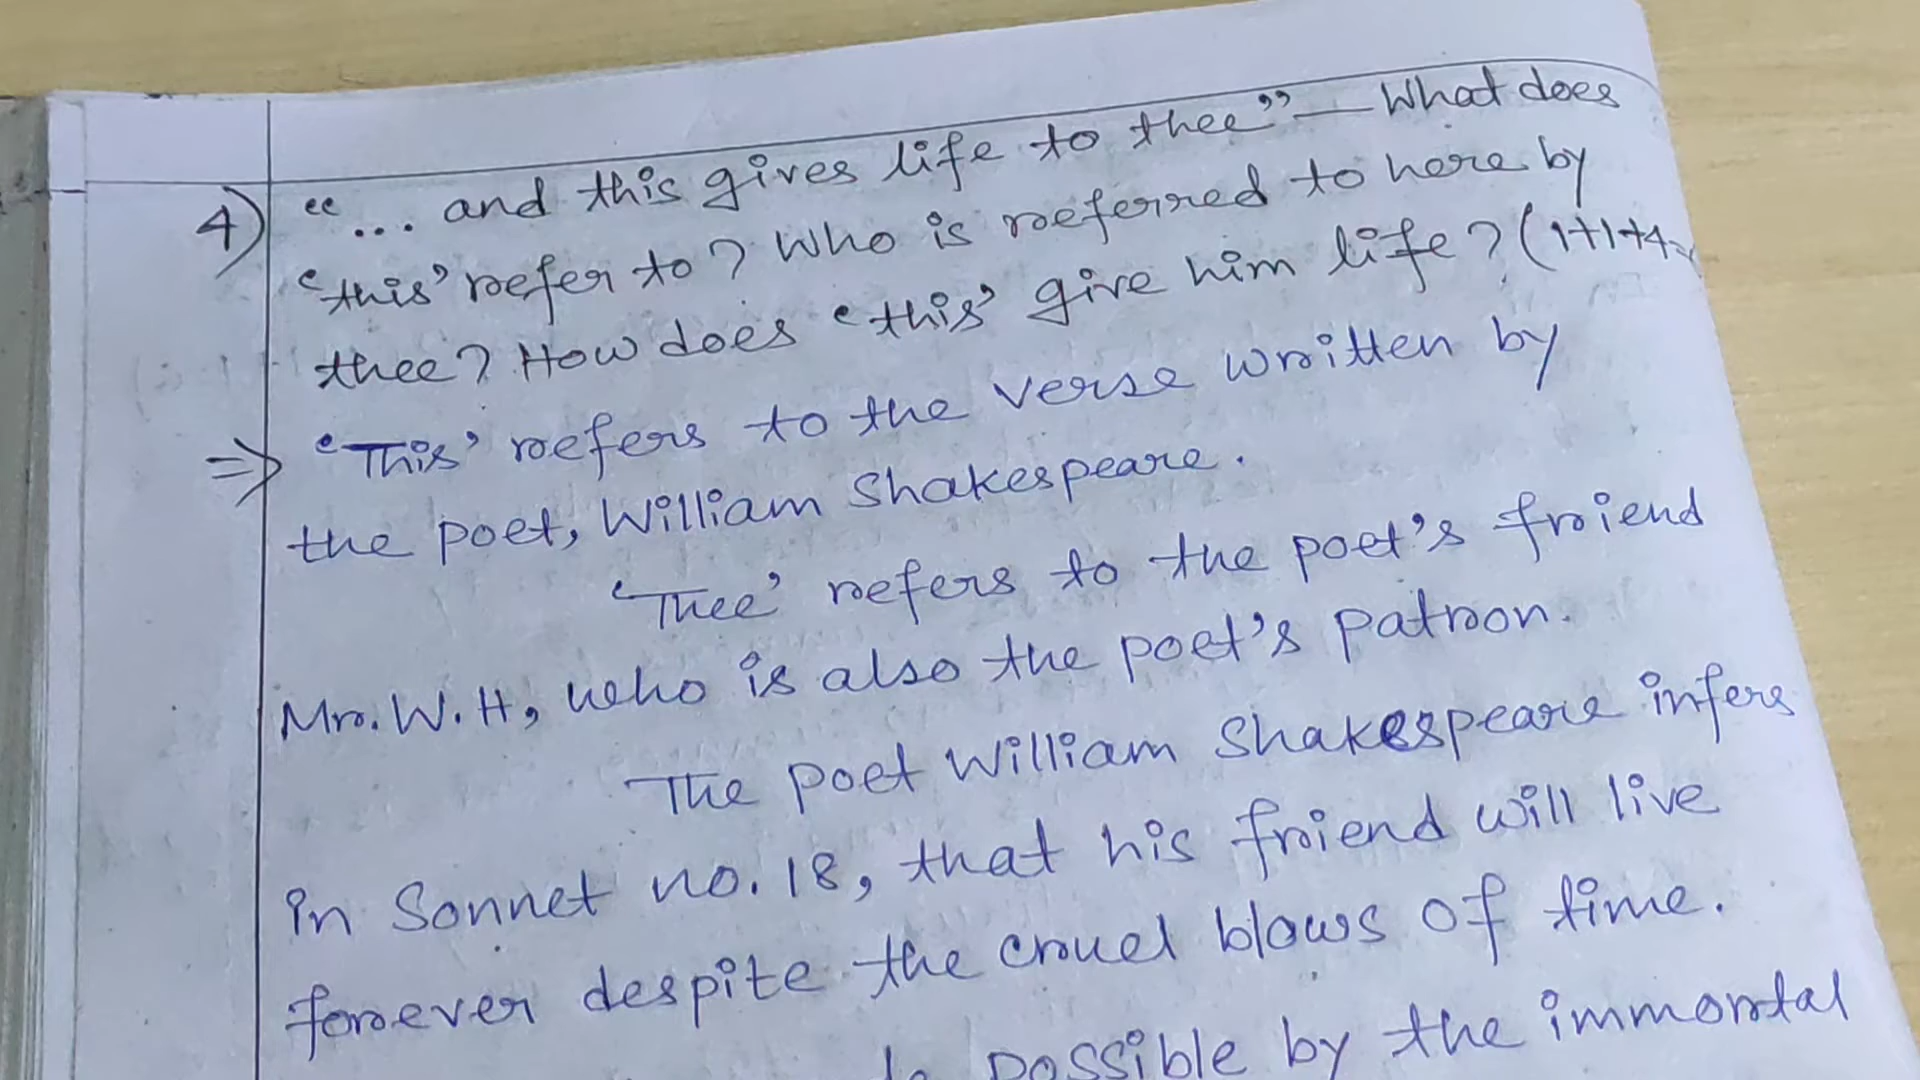 4) "... and this gives life to thee" — What does
'this' refer to? Who is referred to here by
thee? How does 'this' give him life? (1+1+4=
=> 'This' refers to the verse written by
the poet, William Shakespeare.
'Thee' refers to the poet's friend
Mr. W. H, who is also the poet's patron.
The poet William Shakespeare infers
in Sonnet no. 18, that his friend will live
forever despite the cruel blows of time.
possible by the immortal